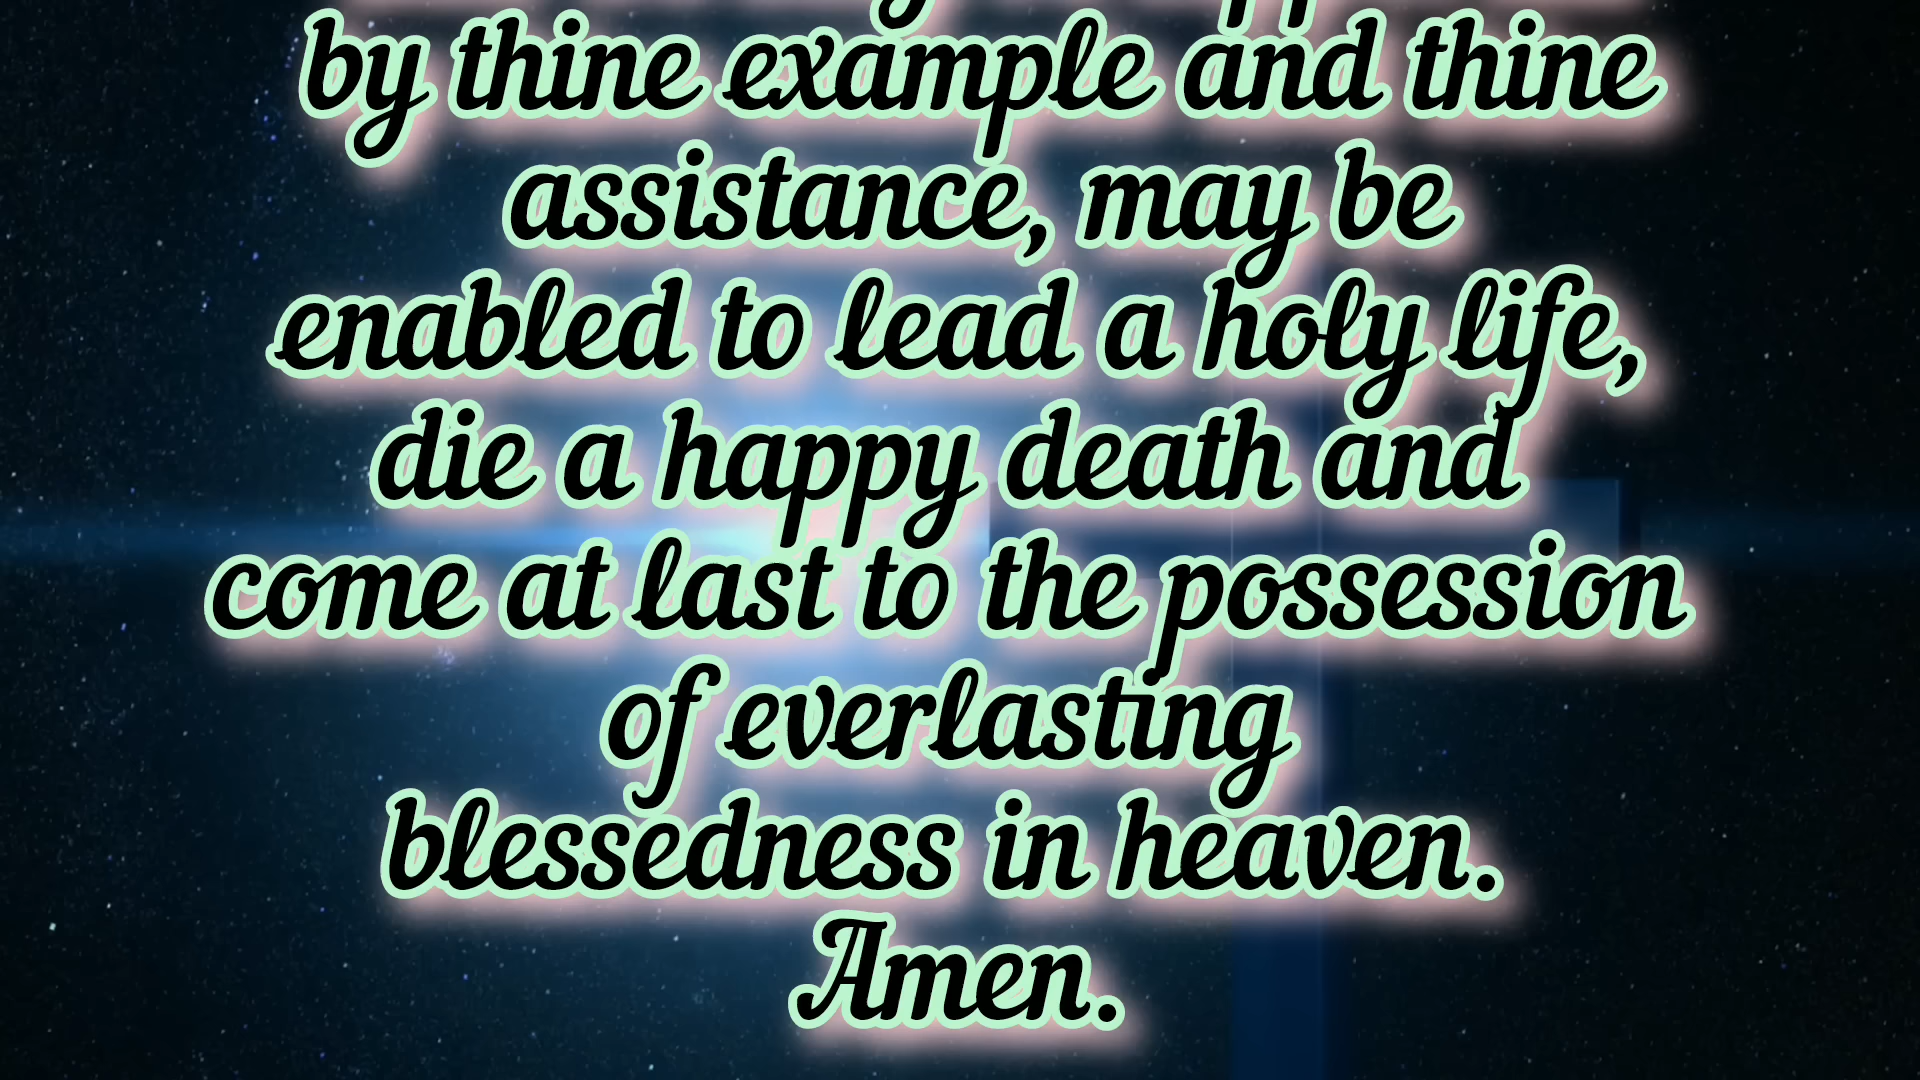 by thine example and thine
assistance, may be
enabled to lead a holy life,
die a happy death and
come at last to the possession
of everlasting
blessedness in heaven.
Amen.